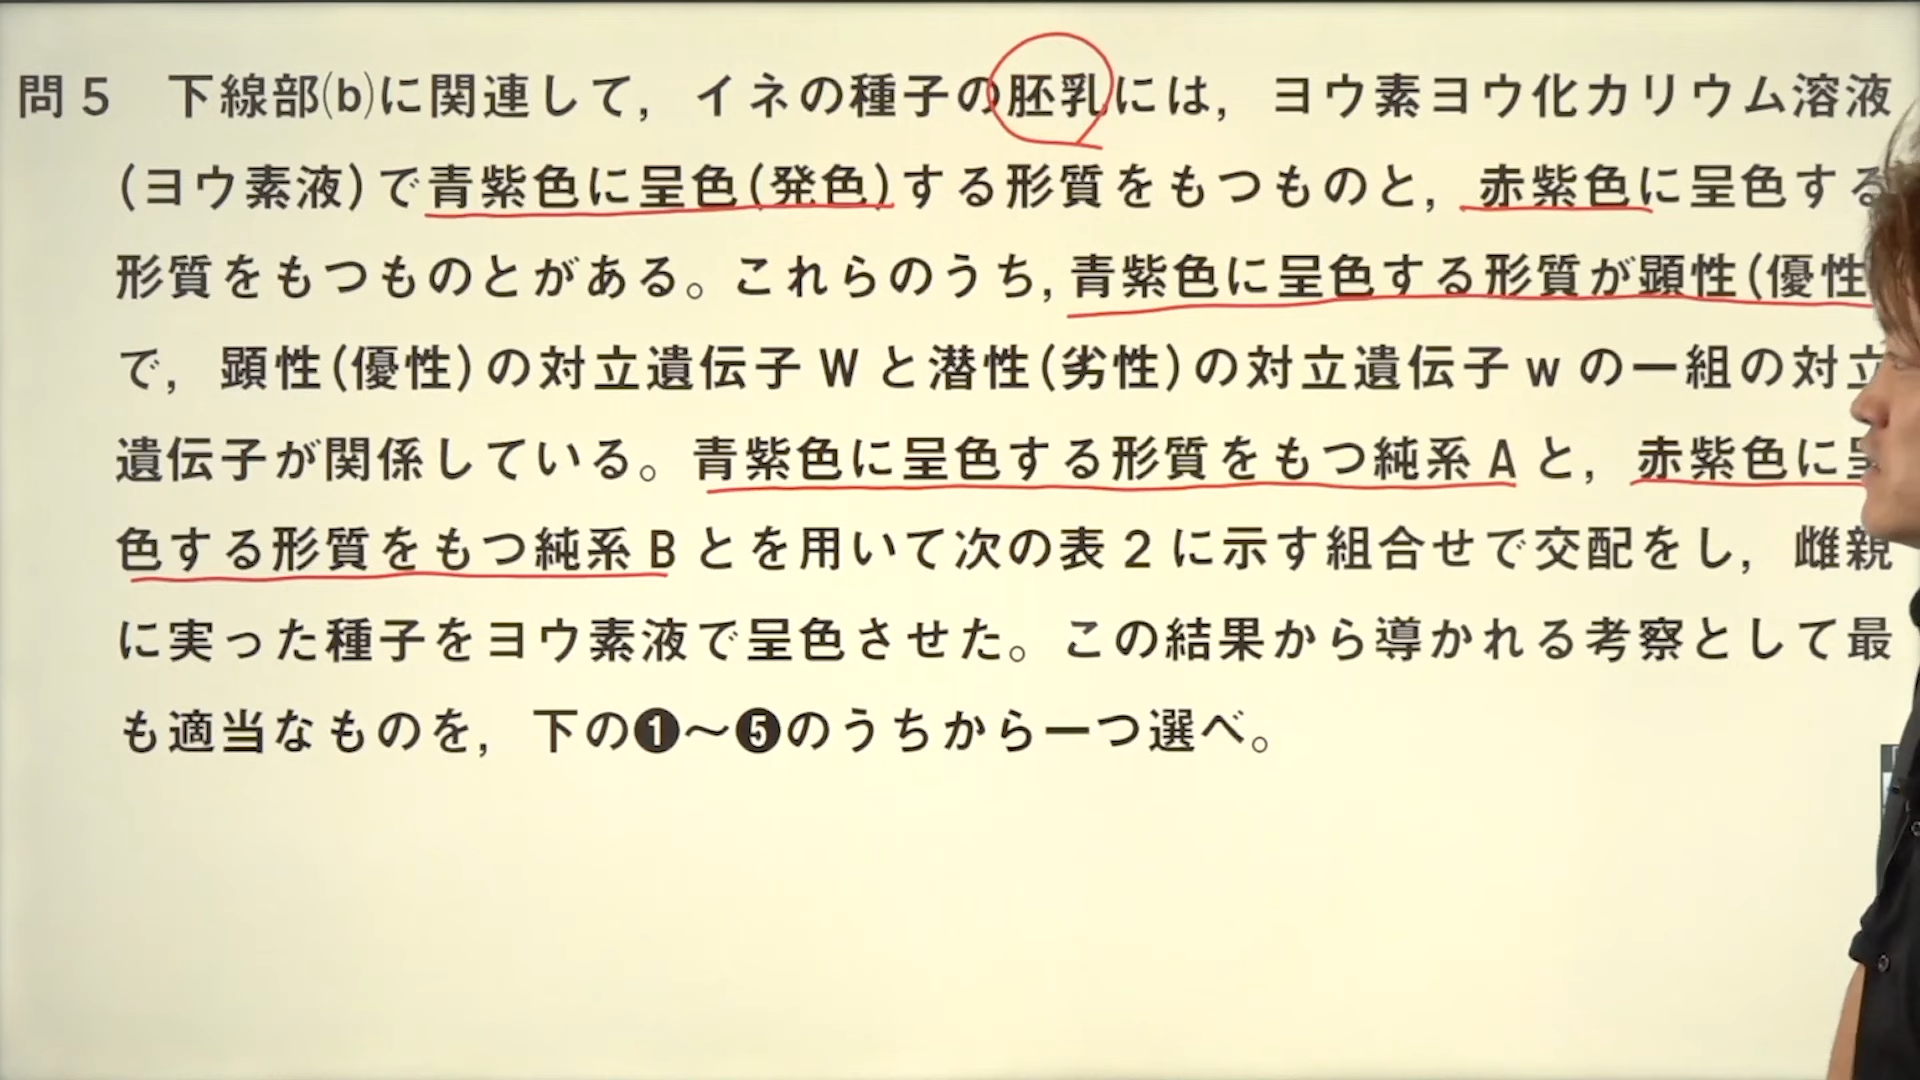 問5 下線部(b)に関連して，イネの種子の胚乳には，ヨウ素ヨウ化カリウム溶液
(ヨウ素液)で青紫色に呈色(発色)する形質をもつものと，赤紫色に呈色する
形質をもつものとがある。これらのうち，青紫色に呈色する形質が顕性(優性
で，顕性(優性)の対立遺伝子Wと潜性(劣性)の対立遺伝子wの一組の対立
遺伝子が関係している。青紫色に呈色する形質をもつ純系Aと，赤紫色に呈
色する形質をもつ純系Bとを用いて次の表2に示す組合せで交配をし，雌親
に実った種子をヨウ素液で呈色させた。この結果から導かれる考察として最
も適当なものを，下の❶～❺のうちから一つ選べ。